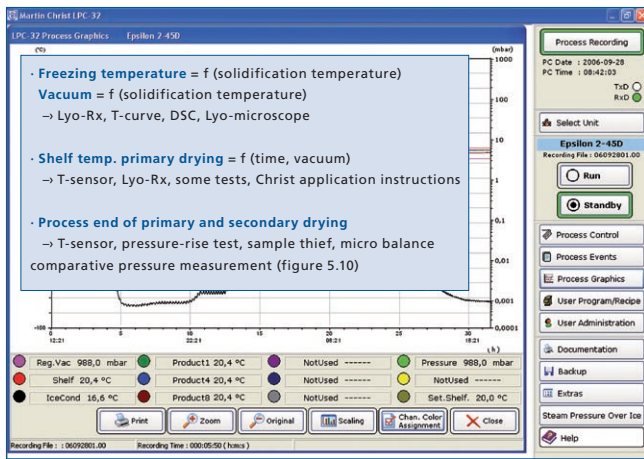 Martin Christ LPC-32
LPC-32 Process Graphics Epsilon 2-45D
(°C)
(mbar)
· Freezing temperature = f (solidification temperature)
Vacuum = f (solidification temperature)
–› Lyo-Rx, T-curve, DSC, Lyo-microscope
· Shelf temp. primary drying = f (time, vacuum)
–› T-sensor, Lyo-Rx, some tests, Christ application instructions
· Process end of primary and secondary drying
–› T-sensor, pressure-rise test, sample thief, micro balance
comparative pressure measurement (figure 5.10)
1000
100
10
1
0,1
0,01
0,001
0,0001
-100
0 5 10 15 20 25 30
12:21 22:21 08:21 18:21
(h)
Reg.Vac 988,0 mbar Product1 20,4 °C NotUsed ------ Pressure 988,0 mbar
Shelf 20,4 °C Product4 20,4 °C NotUsed ------ NotUsed ------
IceCond 16,6 °C Product8 20,4 °C NotUsed ------ Set.Shelf. 20,0 °C
Print Zoom Original Scaling Chan. Color Assignment Close
Recording File : : 06092801.00 Recording Time : 000:05:50 ( h:m:s )
Process Recording
PC Date : 2006-09-28
PC Time : 08:42:03
TxD
RxD
Select Unit
Epsilon 2-45D
Recording File : 06092801.00
Run
Standby
Process Control
Process Events
Process Graphics
User Program/Recipe
User Administration
Documentation
Backup
Extras
Steam Pressure Over Ice
Help